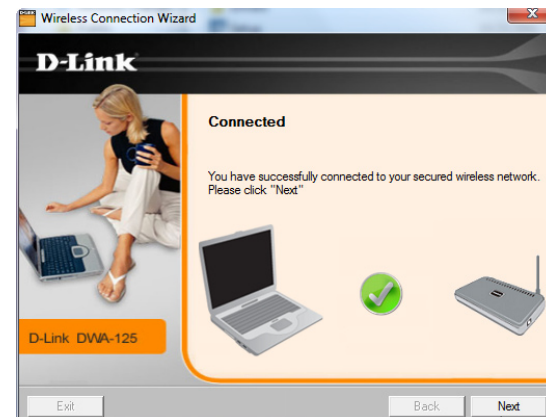 Wireless Connection Wizard
D-Link
Connected
You have successfully connected to your secured wireless network.
Please click "Next"
D-Link DWA-125
Exit
Back
Next